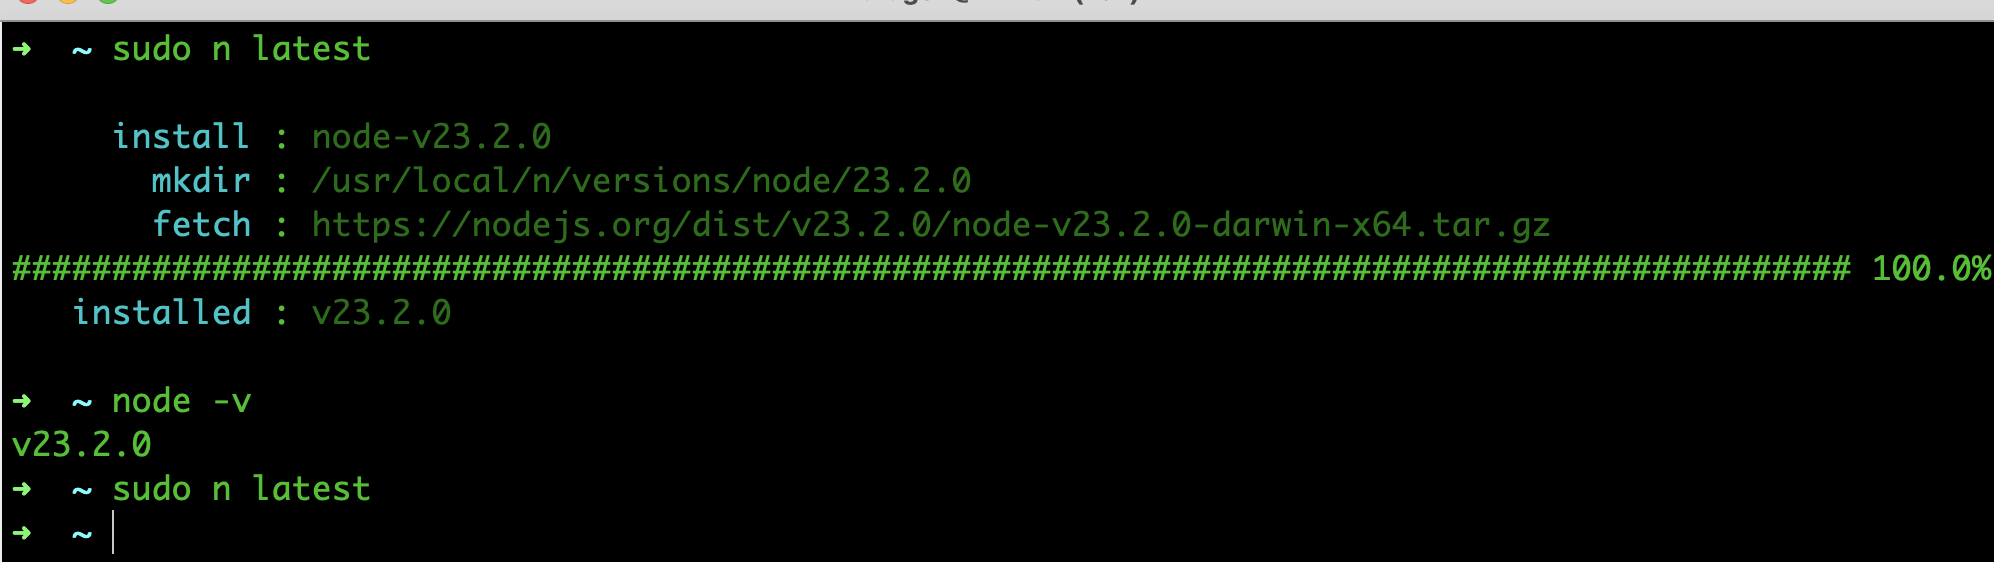 ➜  ~ sudo n latest
install : node-v23.2.0
mkdir : /usr/local/n/versions/node/23.2.0
fetch : https://nodejs.org/dist/v23.2.0/node-v23.2.0-darwin-x64.tar.gz
############################################################################################ 100.0%
installed : v23.2.0
➜  ~ node -v
v23.2.0
➜  ~ sudo n latest
➜  ~